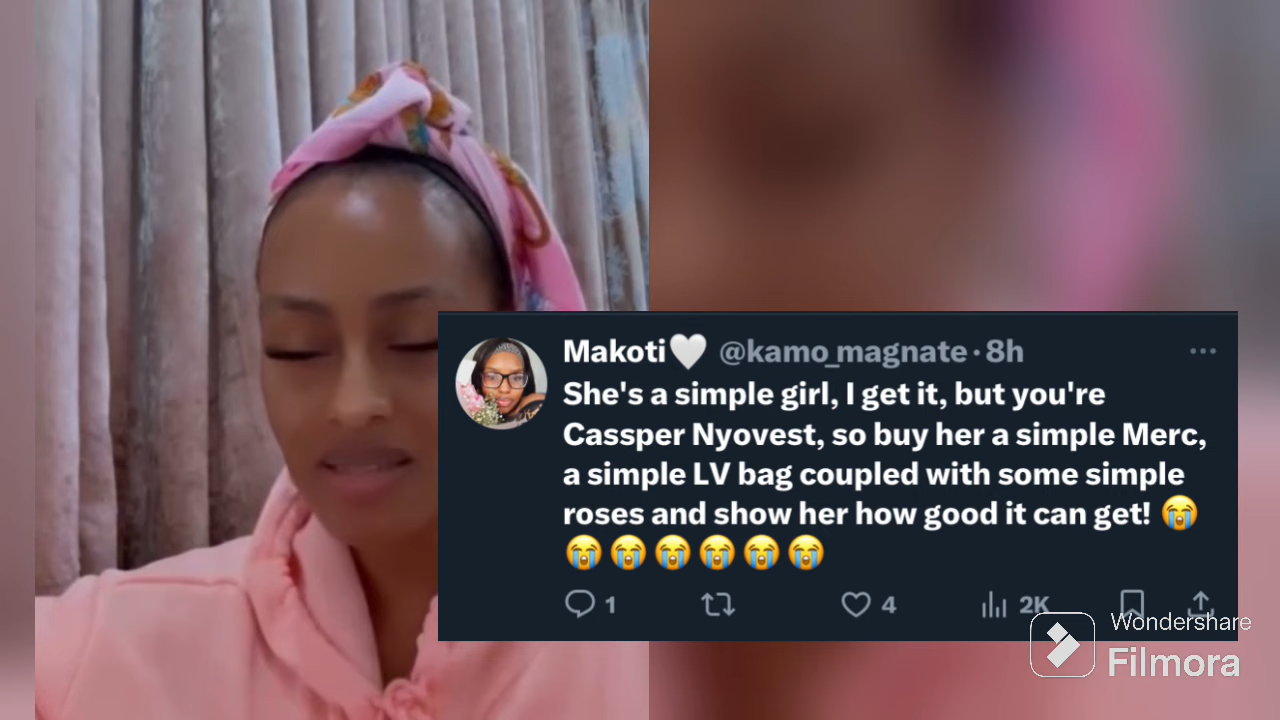 Makoti🤍 @kamo_magnate · 8h
She's a simple girl, I get it, but you're
Cassper Nyovest, so buy her a simple Merc,
a simple LV bag coupled with some simple
roses and show her how good it can get! 😭
😭😭😭😭😭😭
1 4 2K
Wondershare
Filmora